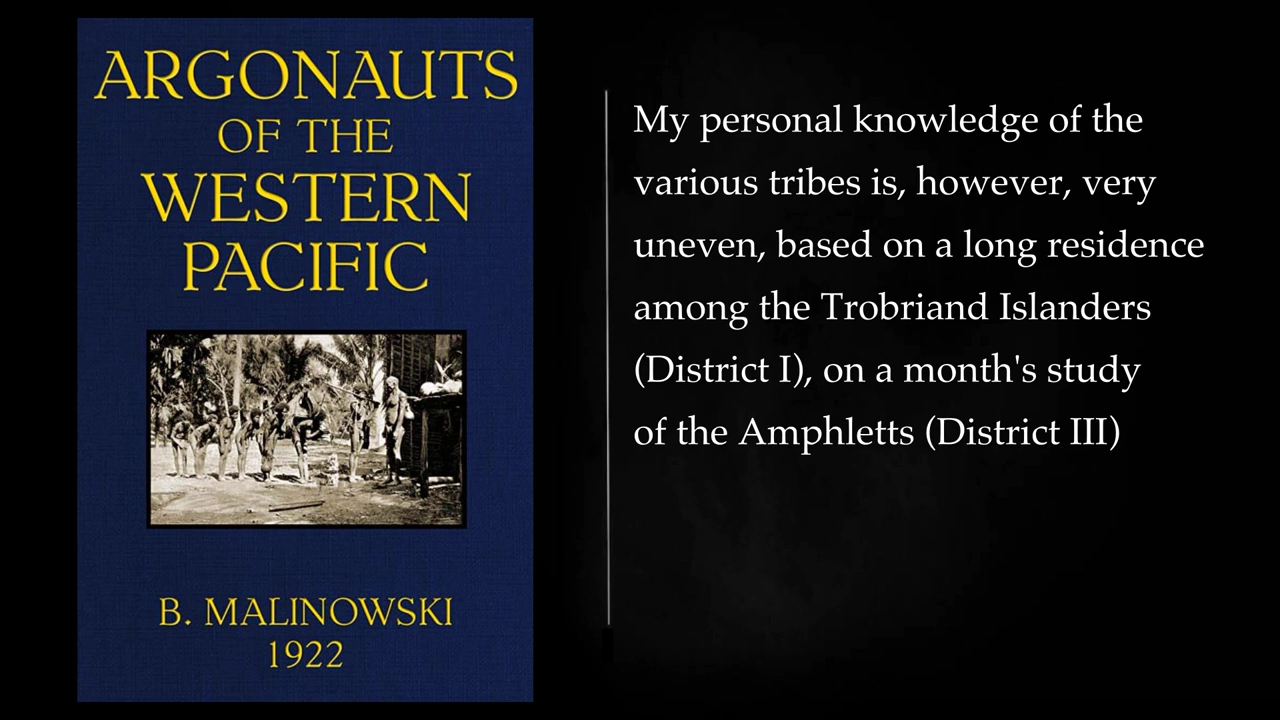 ARGONAUTS
OF THE
WESTERN
PACIFIC
B. MALINOWSKI
1922
My personal knowledge of the
various tribes is, however, very
uneven, based on a long residence
among the Trobriand Islanders
(District I), on a month's study
of the Amphletts (District III)